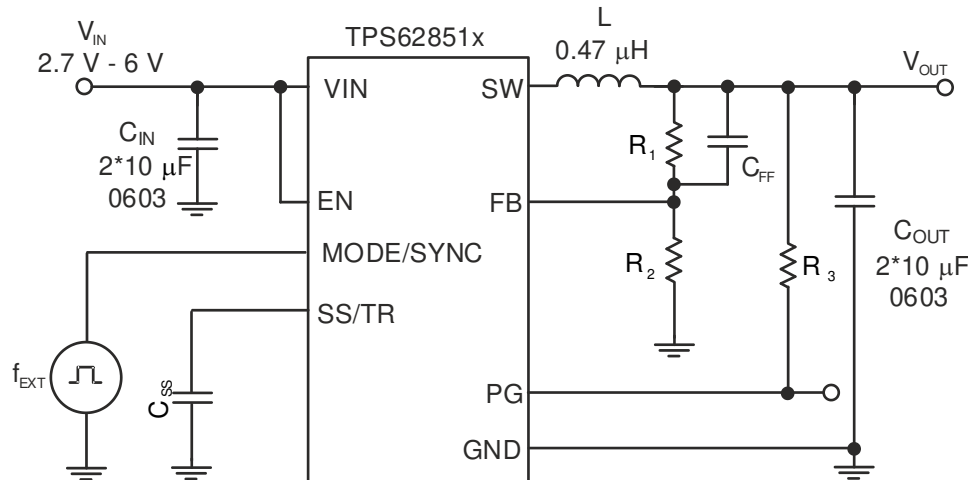 V_IN
2.7 V - 6 V
TPS62851x
L
0.47 μH
V_OUT
VIN
SW
C_IN
2*10 μF
0603
R_1
C_FF
EN
FB
MODE/SYNC
R_2
R_3
C_OUT
2*10 μF
0603
SS/TR
f_EXT
C_SS
PG
GND